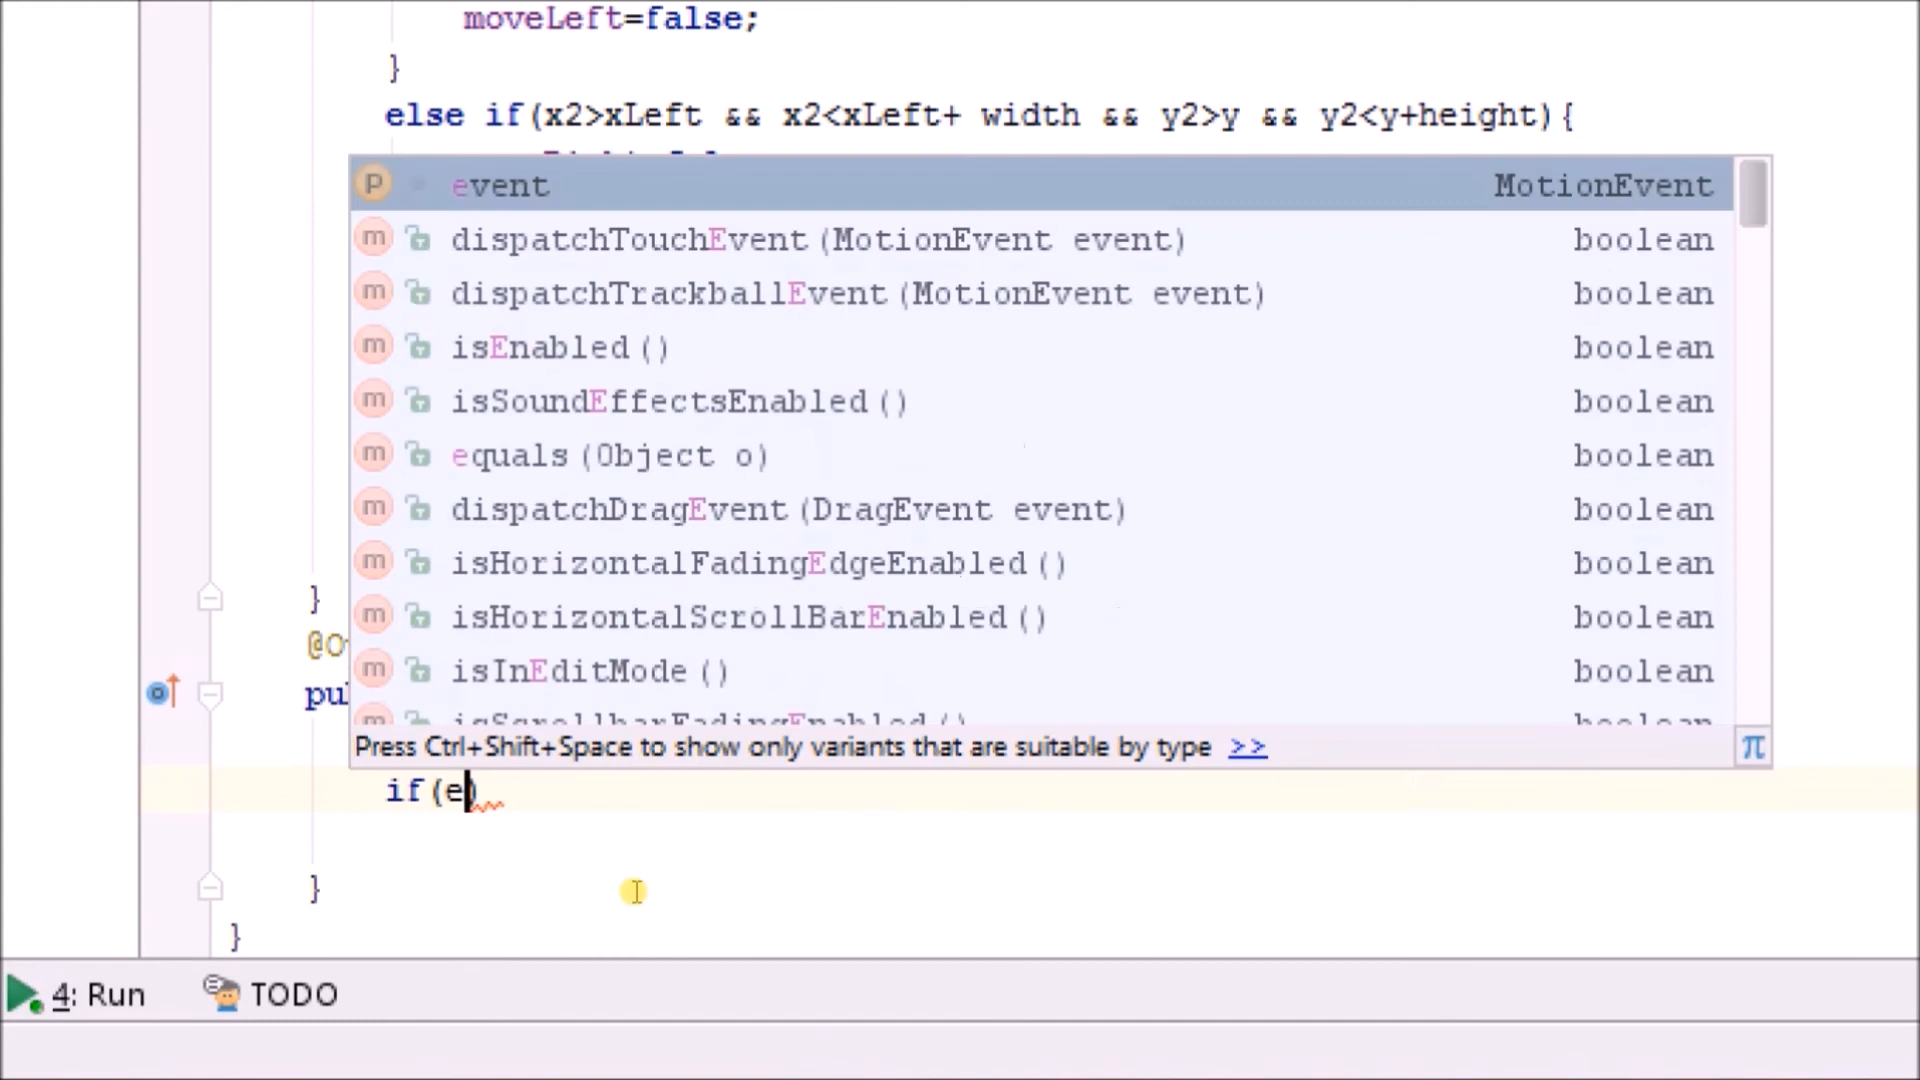 moveLeft=false;
}
else if(x2>xLeft && x2<xLeft+ width && y2>y && y2<y+height){
event MotionEvent
dispatchTouchEvent(MotionEvent event) boolean
dispatchTrackballEvent(MotionEvent event) boolean
isEnabled() boolean
isSoundEffectsEnabled() boolean
equals(Object o) boolean
dispatchDragEvent(DragEvent event) boolean
isHorizontalFadingEdgeEnabled() boolean
}
isHorizontalScrollBarEnabled() boolean
@O
isInEditMode() boolean
pu
isScrollbarFadingEnabled() boolean
Press Ctrl+Shift+Space to show only variants that are suitable by type >> π
if(e)
}
}
4: Run TODO